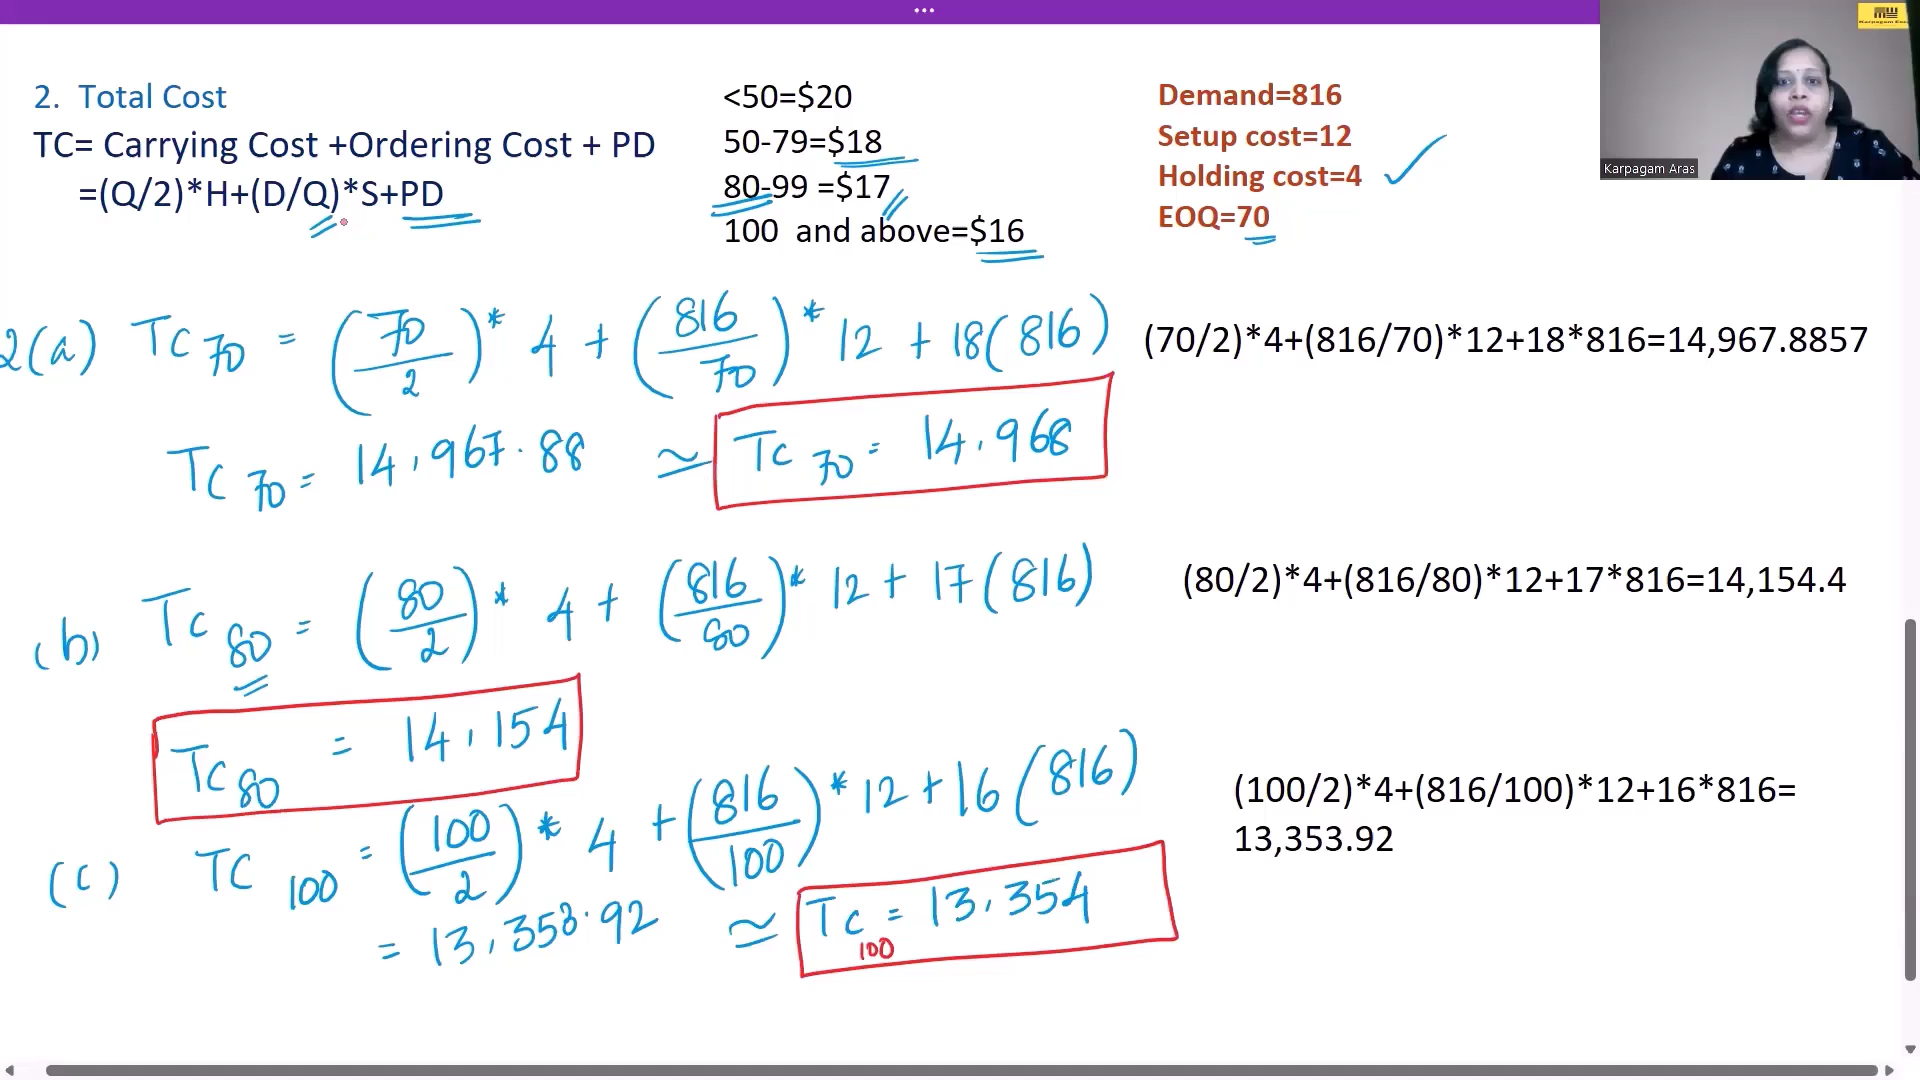 ...
2. Total Cost
TC= Carrying Cost +Ordering Cost + PD
=(Q/2)*H+(D/Q)*S+PD
<50=$20
50-79=$18
80-99 =$17
100 and above=$16
Demand=816
Setup cost=12
Holding cost=4
EOQ=70
Karpagam Aras
2(a) TC 70 = (70/2)* 4 + (816/70)* 12 + 18(816)
(70/2)*4+(816/70)*12+18*816=14,967.8857
TC 70 = 14,967.88 ≃ TC 70 = 14,968
(b) TC 80 = (80/2)* 4 + (816/80)* 12 + 17(816)
(80/2)*4+(816/80)*12+17*816=14,154.4
TC 80 = 14,154
(c) TC 100 = (100/2)* 4 + (816/100)* 12 + 16(816)
(100/2)*4+(816/100)*12+16*816=
13,353.92
= 13,353.92 ≃ TC 100 = 13,354